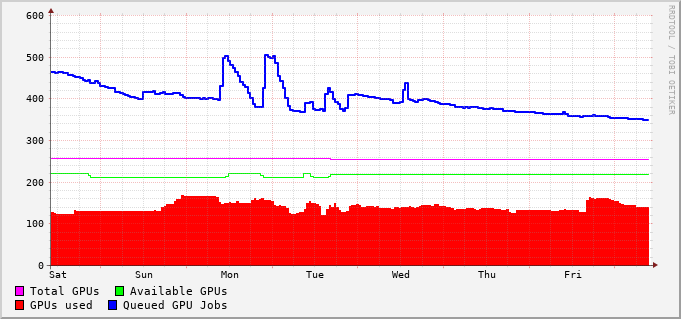 600
500
400
300
200
100
0
Sat Sun Mon Tue Wed Thu Fri
Total GPUs Available GPUs
GPUs used Queued GPU Jobs
RRDTOOL / TOBI OETIKER